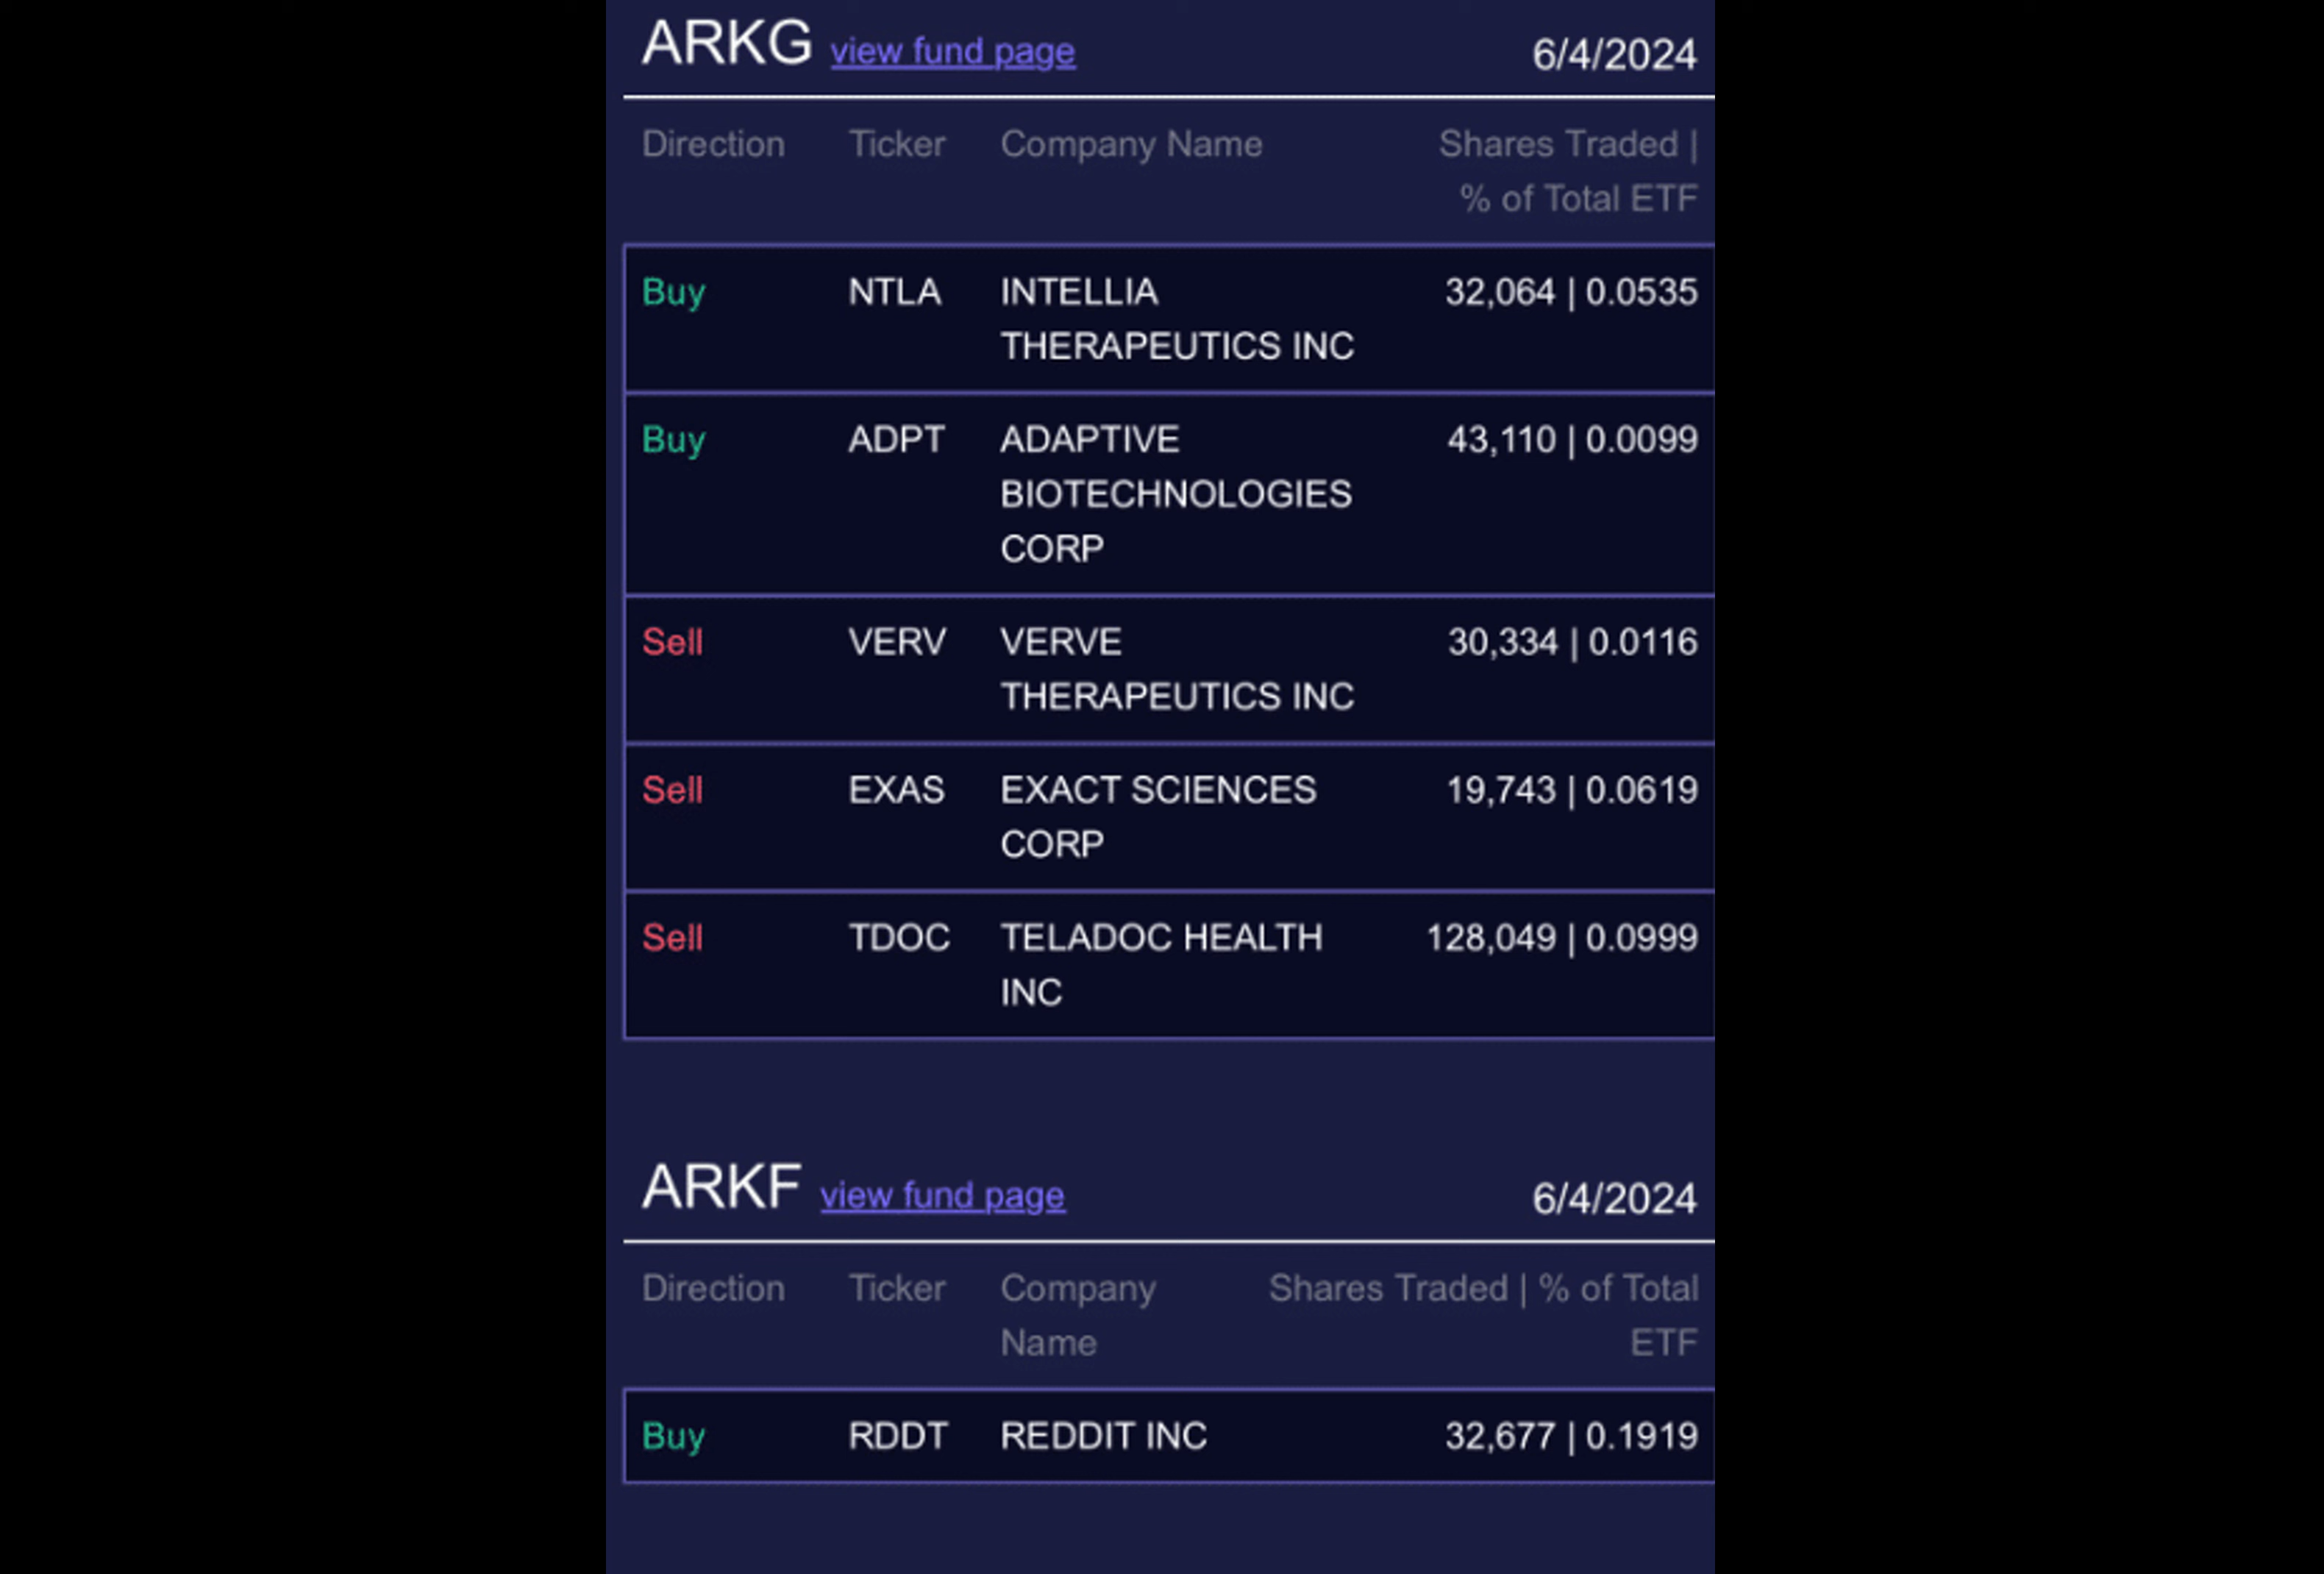 ARKG view fund page 6/4/2024
Direction Ticker Company Name Shares Traded |
% of Total ETF
Buy NTLA INTELLIA 32,064 | 0.0535
THERAPEUTICS INC
Buy ADPT ADAPTIVE 43,110 | 0.0099
BIOTECHNOLOGIES
CORP
Sell VERV VERVE 30,334 | 0.0116
THERAPEUTICS INC
Sell EXAS EXACT SCIENCES 19,743 | 0.0619
CORP
Sell TDOC TELADOC HEALTH 128,049 | 0.0999
INC
ARKF view fund page 6/4/2024
Direction Ticker Company Shares Traded | % of Total
Name ETF
Buy RDDT REDDIT INC 32,677 | 0.1919